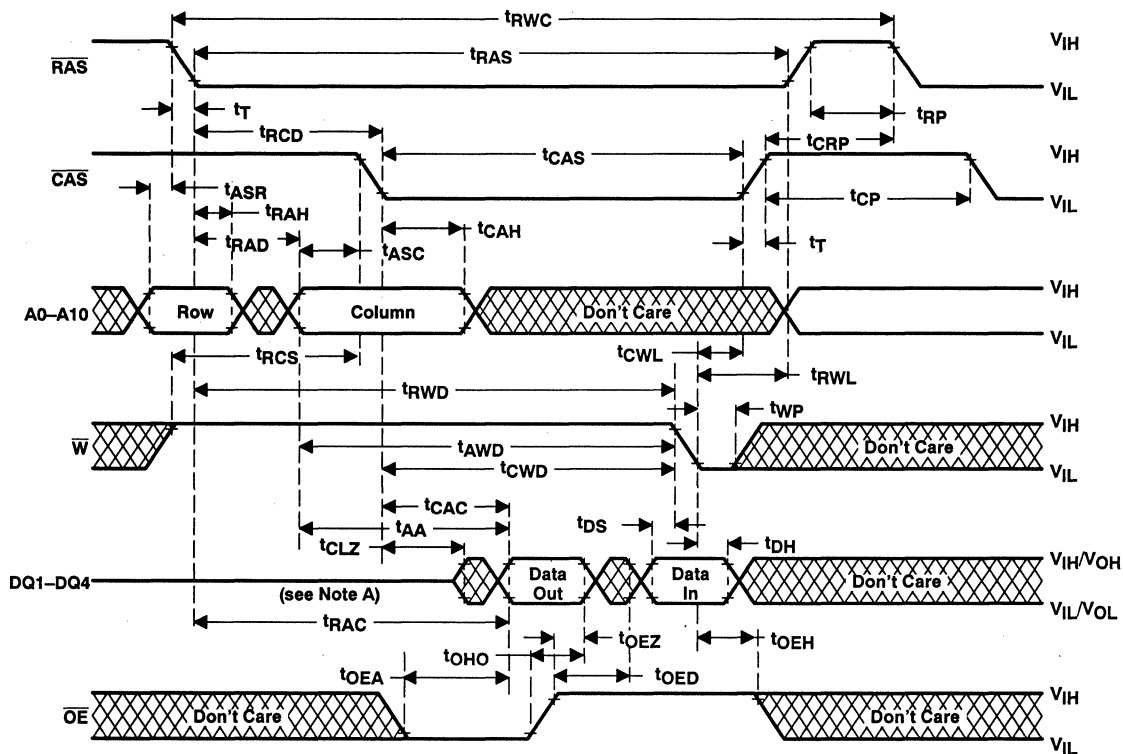 tRWC
VIH
RAS
tRAS
VIL
tT
tRP
tRCD
tCRP
CAS
tCAS
VIH
tASR
tCP
VIL
tRAH
tCAH
tRAD
tASC
tT
A0–A10
Row
Column
Don't Care
VIH
VIL
tRCS
tCWL
tRWL
tRWD
tWP
W
VIH
tAWD
Don't Care
tCWD
VIL
tCAC
tAA
tDS
tCLZ
tDH
DQ1–DQ4
Data Out
Data In
Don't Care
VIH/VOH
(see Note A)
VIL/VOL
tRAC
tOEZ
tOEH
tOHO
tOEA
tOED
OE
Don't Care
Don't Care
VIH
VIL